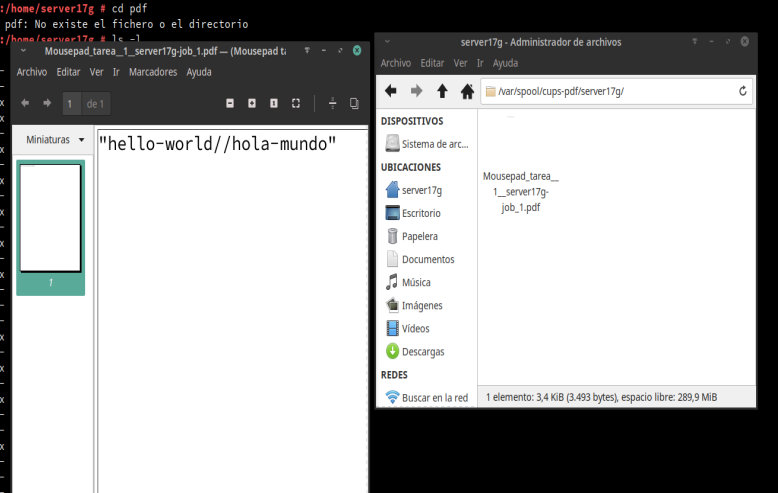 :/home/server17g # cd pdf
pdf: No existe el fichero o el directorio
:/home/server17g # ls -l
Mousepad_tarea__1__server17g-job_1.pdf — (Mousepad ta
Archivo Editar Ver Ir Marcadores Ayuda
1 de 1
Miniaturas
1
"hello-world//hola-mundo"
server17g - Administrador de archivos
Archivo Editar Ver Ir Ayuda
/var/spool/cups-pdf/server17g/
DISPOSITIVOS
Sistema de arc...
UBICACIONES
server17g
Escritorio
Papelera
Documentos
Música
Imágenes
Vídeos
Descargas
REDES
Buscar en la red
Mousepad_tarea__
1__server17g-
job_1.pdf
1 elemento: 3,4 KiB (3.493 bytes), espacio libre: 289,9 MiB